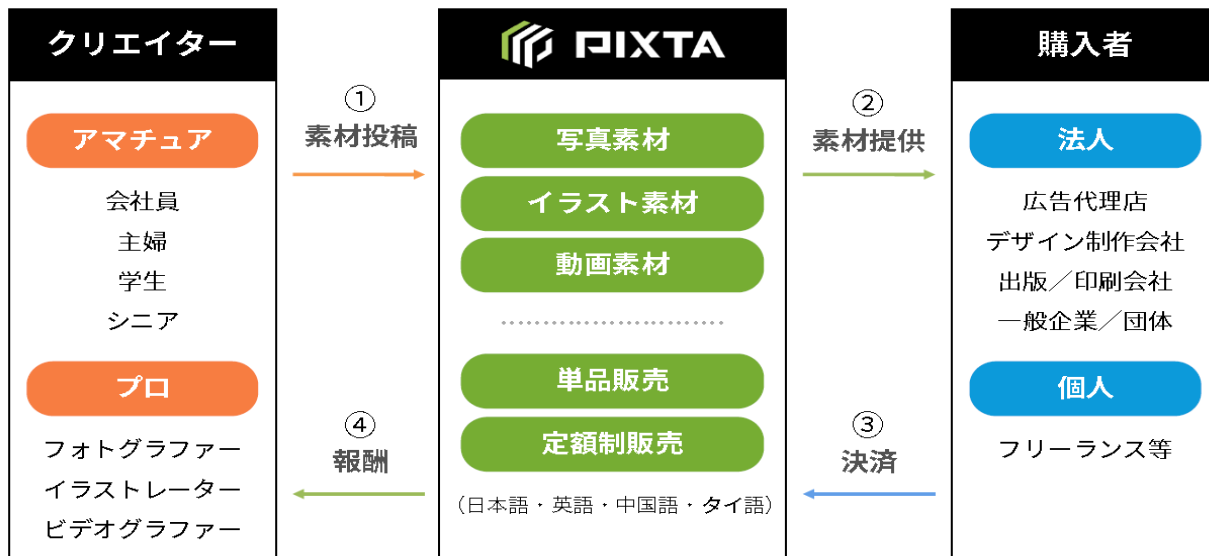 クリエイター
アマチュア
会社員
主婦
学生
シニア
プロ
フォトグラファー
イラストレーター
ビデオグラファー
①
素材投稿
④
報酬
PIXTA
写真素材
イラスト素材
動画素材
単品販売
定額制販売
（日本語・英語・中国語・タイ語）
②
素材提供
③
決済
購入者
法人
広告代理店
デザイン制作会社
出版／印刷会社
一般企業／団体
個人
フリーランス等